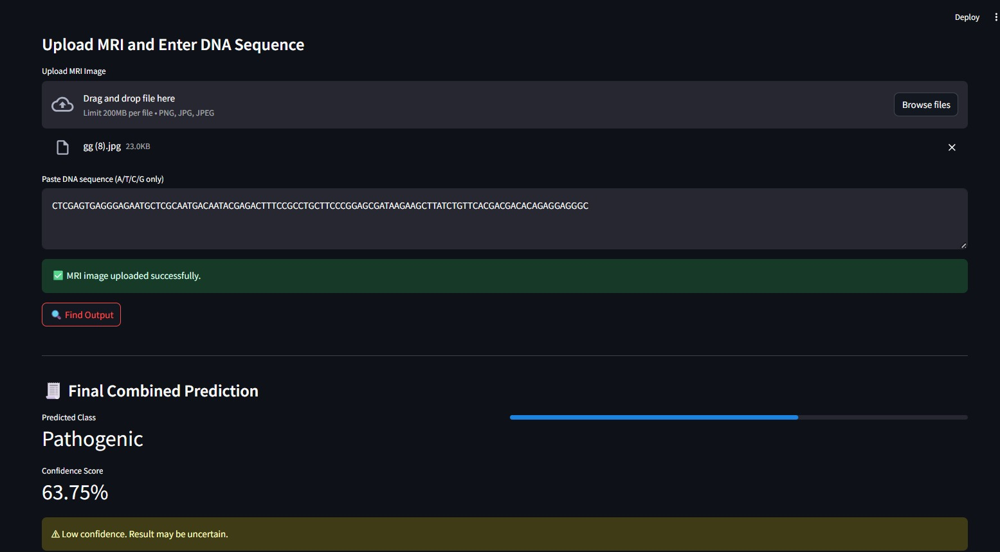 Deploy
Upload MRI and Enter DNA Sequence
Upload MRI Image
Drag and drop file here
Limit 200MB per file • PNG, JPG, JPEG
Browse files
gg (8).jpg 23.0KB
Paste DNA sequence (A/T/C/G only)
CTCGAGTGAGGGAGAATGCTCGCAATGACAATACGAGACTTTCCGCCTGCTTCCCGGAGCGATAAGAAGCTTATCTGTTCACGACGACACAGAGGAGGGC
✅ MRI image uploaded successfully.
🔍 Find Output
🧾 Final Combined Prediction
Predicted Class
Pathogenic
Confidence Score
63.75%
⚠ Low confidence. Result may be uncertain.